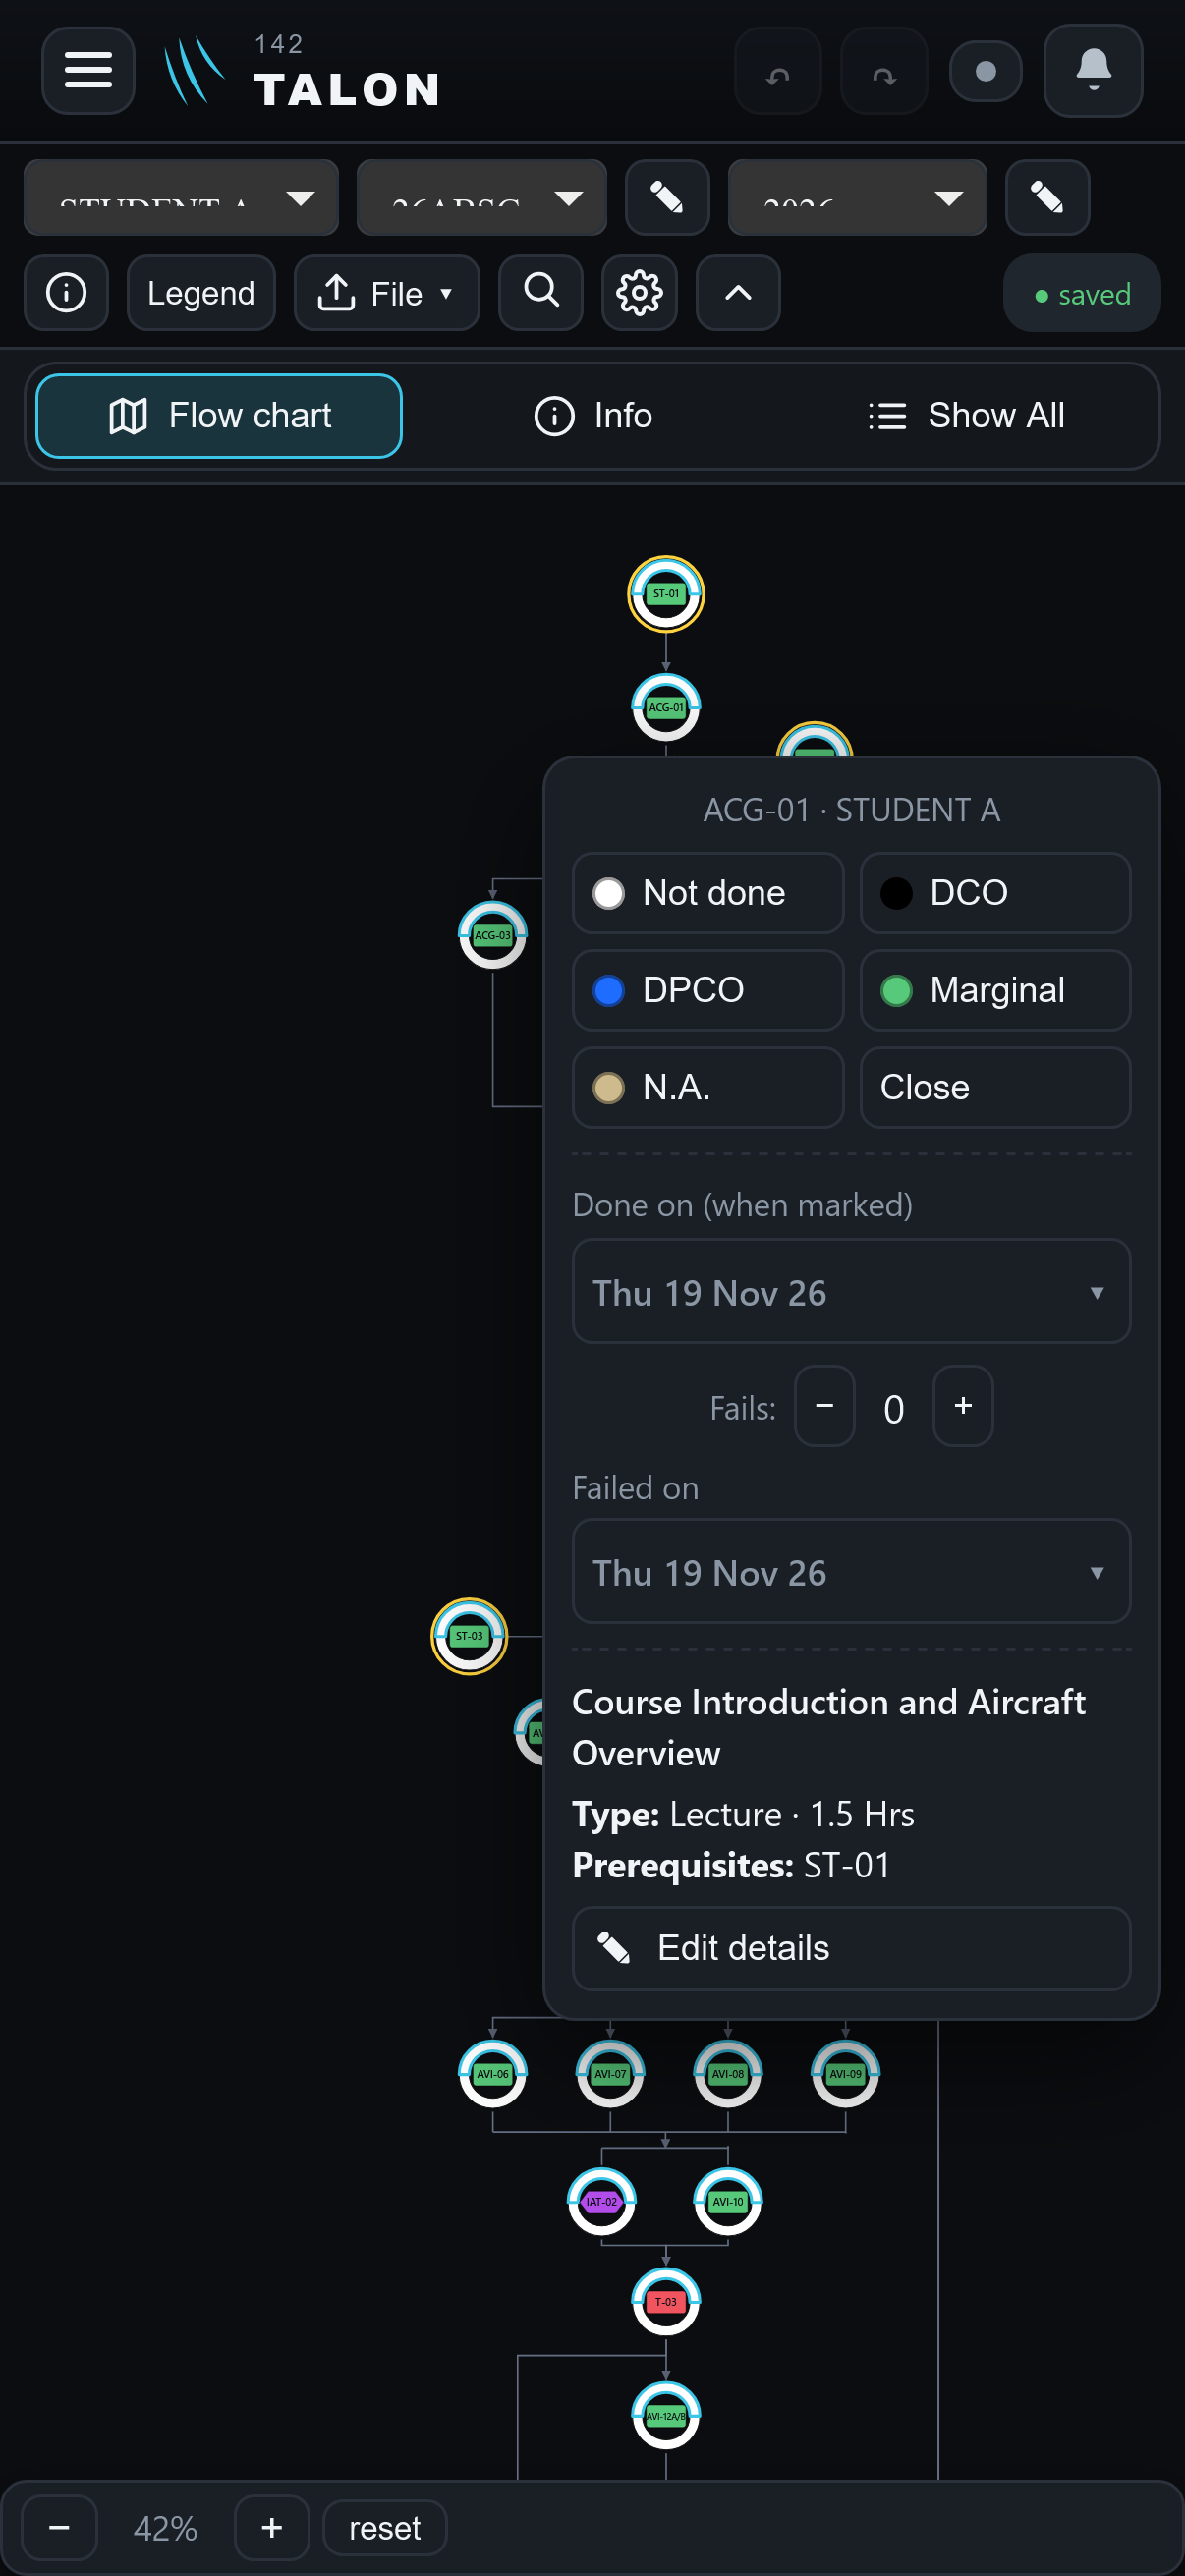 142
TALON
STUDENT A
26ABSC
2026
Legend
File
saved
Flow chart
Info
Show All
ST-01
ACG-01
ACG-01 · STUDENT A
Not done
DCO
ACG-03
DPCO
Marginal
N.A.
Close
Done on (when marked)
Thu 19 Nov 26
Fails: − 0 +
Failed on
Thu 19 Nov 26
ST-03
Course Introduction and Aircraft
Overview
Type: Lecture · 1.5 Hrs
Prerequisites: ST-01
Edit details
AVI-06
AVI-07
AVI-08
AVI-09
IAT-02
AVI-10
T-03
AVI-12A/B
− 42% + reset